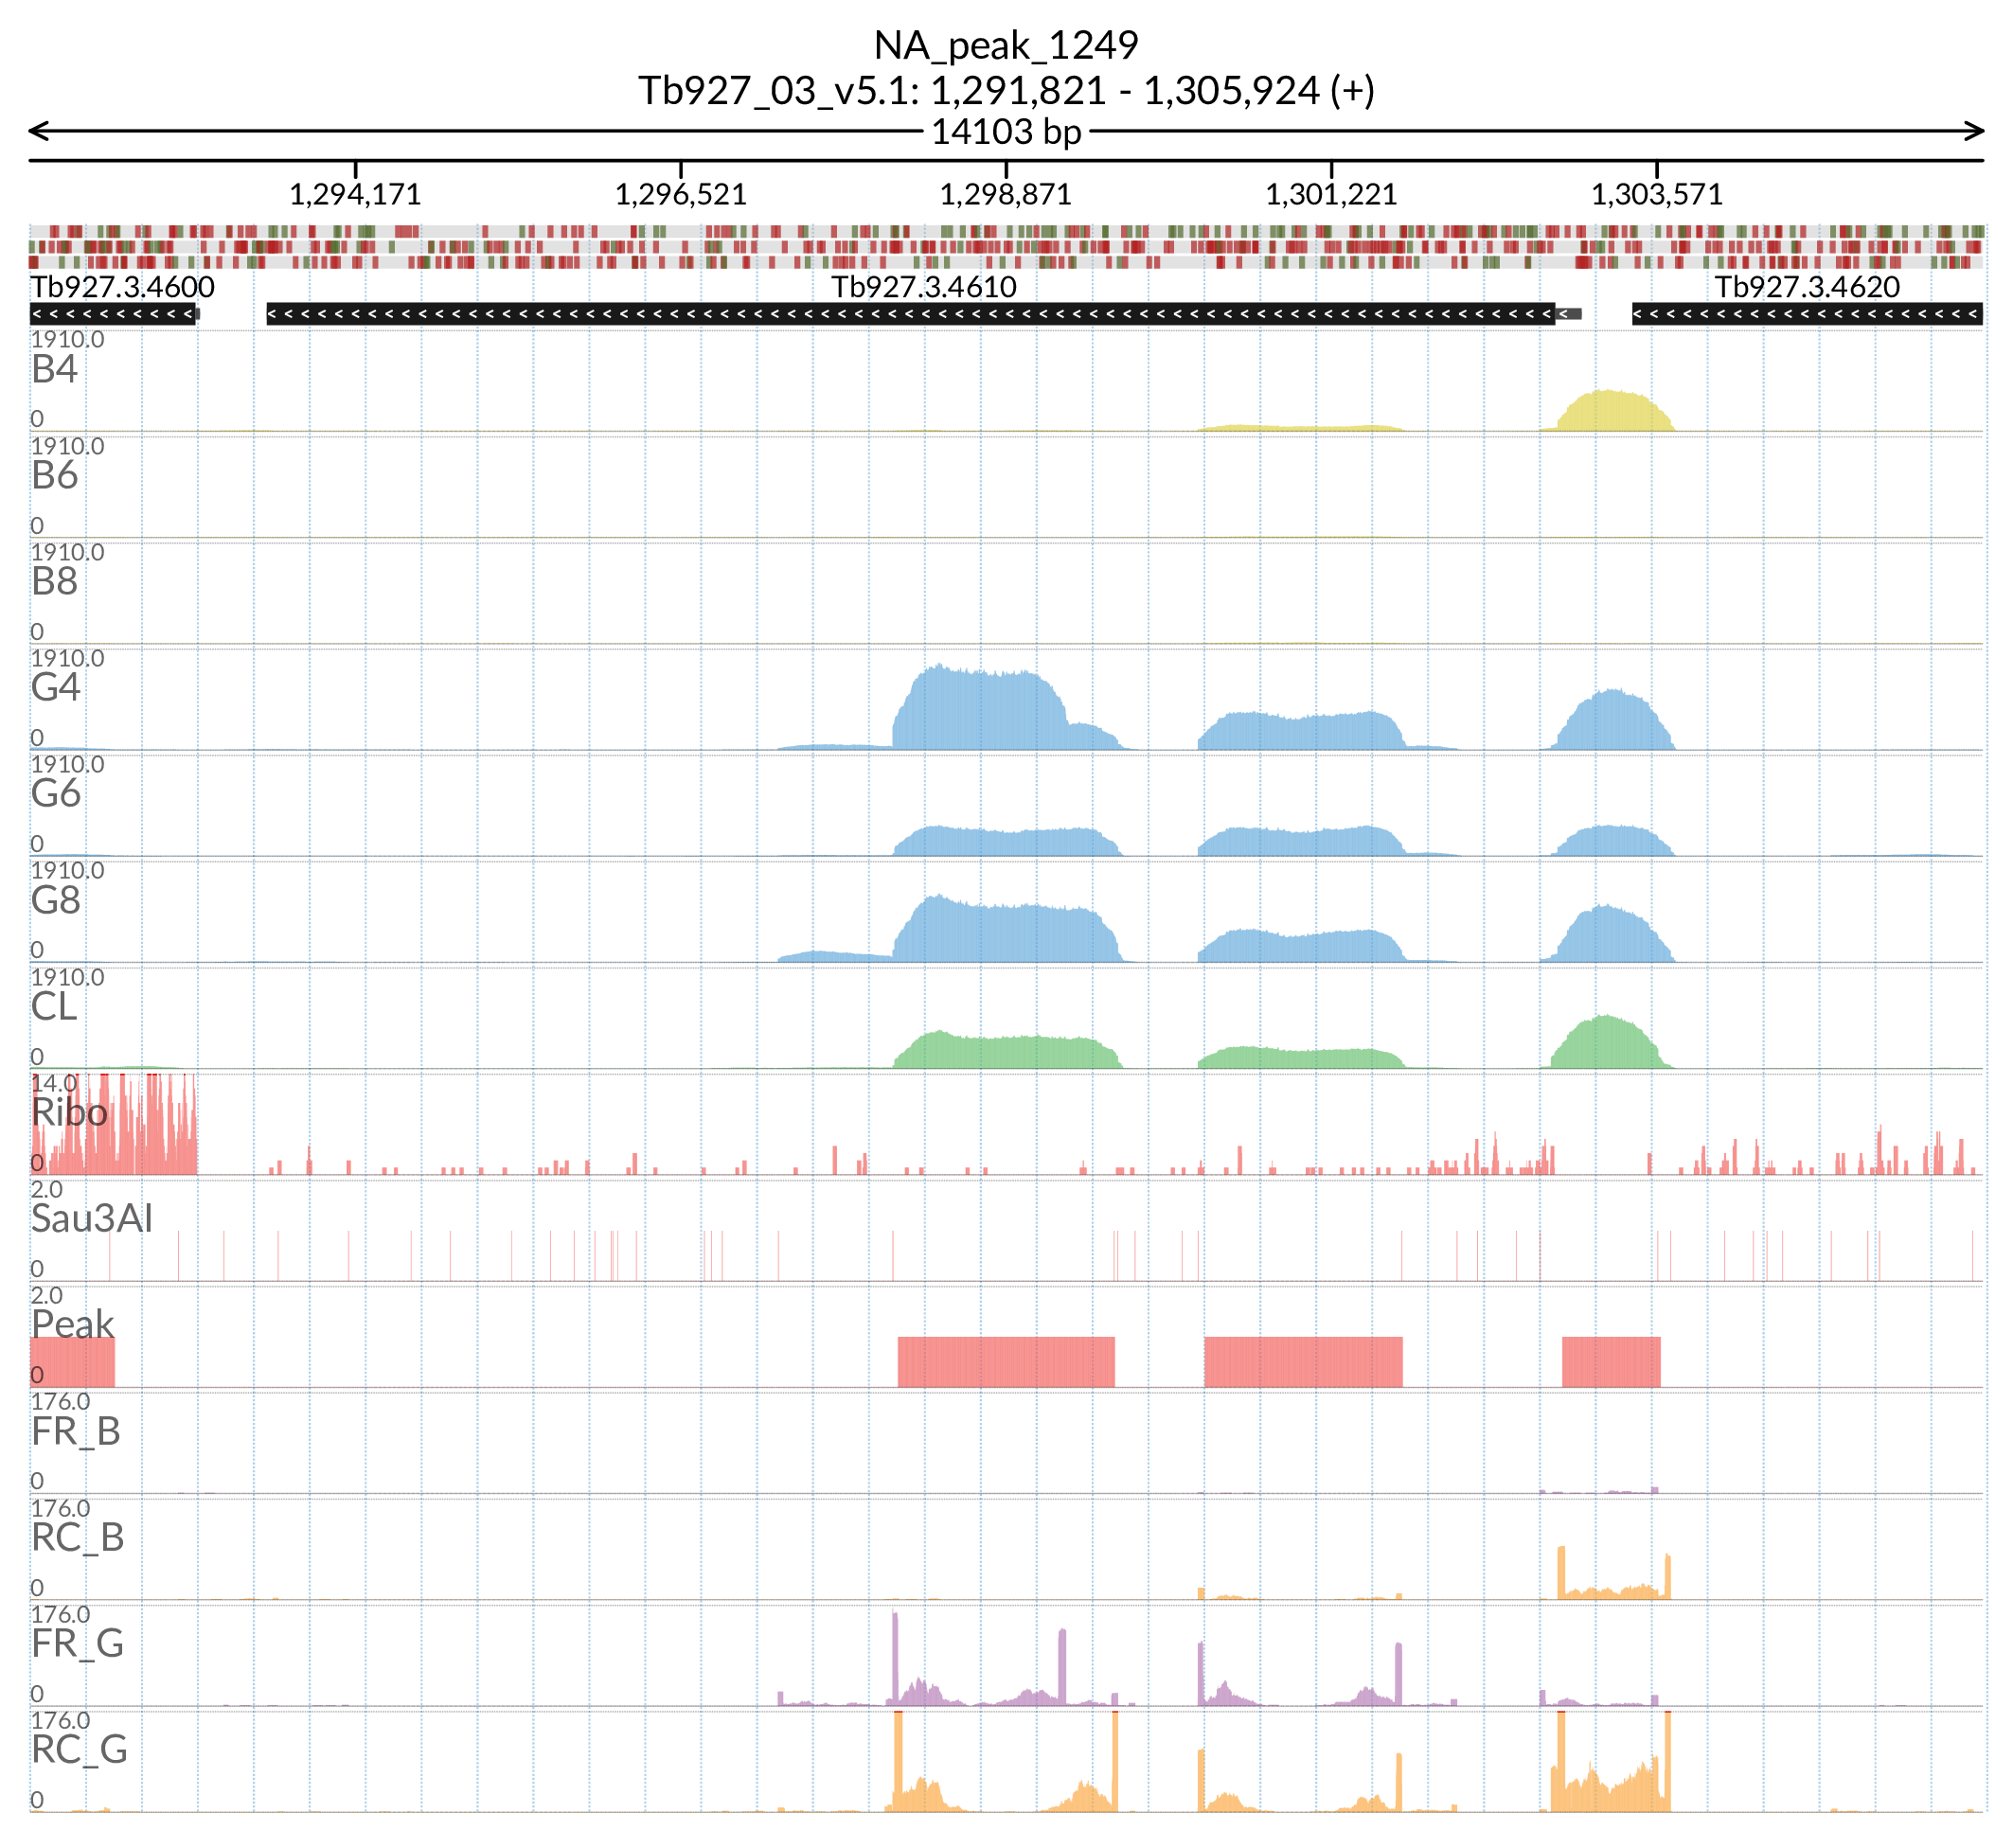 NA_peak_1249
Tb927_03_v5.1: 1,291,821 - 1,305,924 (+)
14103 bp
1,294,171 1,296,521 1,298,871 1,301,221 1,303,571
Tb927.3.4600 Tb927.3.4610 Tb927.3.4620
1910.0
B4
0
1910.0
B6
0
1910.0
B8
0
1910.0
G4
0
1910.0
G6
0
1910.0
G8
0
1910.0
CL
0
14.0
Ribo
0
2.0
Sau3AI
0
2.0
Peak
0
176.0
FR_B
0
176.0
RC_B
0
176.0
FR_G
0
176.0
RC_G
0